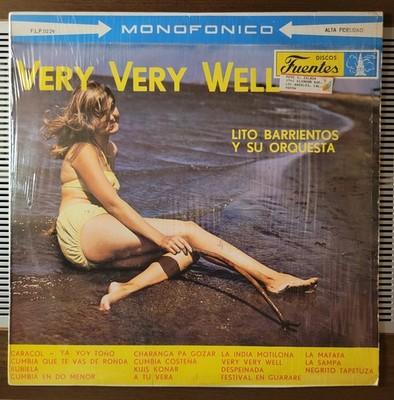 F.L.P. 0224
MONOFONICO
ALTA FIDELIDAD
VERY VERY WELL
DISCOS
Fuentes
LITO BARRIENTOS
Y SU ORQUESTA
CARACOL - YA VOY TOÑO
CUMBIA QUE TE VAS DE RONDA
RUBIELA
CUMBIA EN DO MENOR
CHARANGA PA GOZAR
CUMBIA COSTEÑA
KUIS KONAR
A TU VERA
LA INDIA MOTILONA
VERY VERY WELL
DESPEINADA
FESTIVAL EN GUARARE
LA MAFAFA
LA SAMPA
NEGRITO TAPETUZA